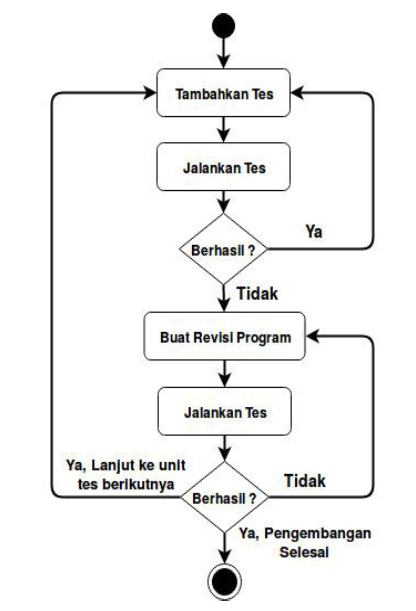 Tambahkan Tes
Jalankan Tes
Berhasil ?
Ya
Tidak
Buat Revisi Program
Jalankan Tes
Ya, Lanjut ke unit
tes berikutnya
Berhasil ?
Tidak
Ya, Pengembangan
Selesai